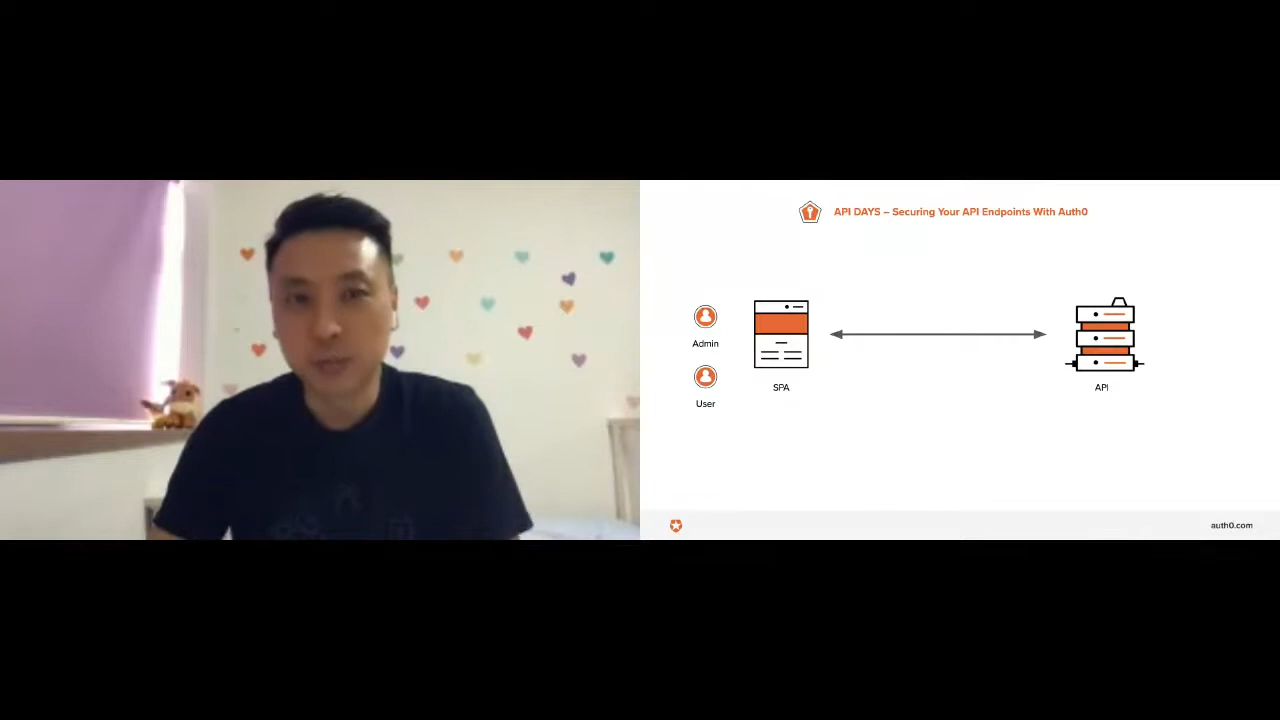 API DAYS – Securing Your API Endpoints With Auth0
Admin
User
SPA
API
auth0.com